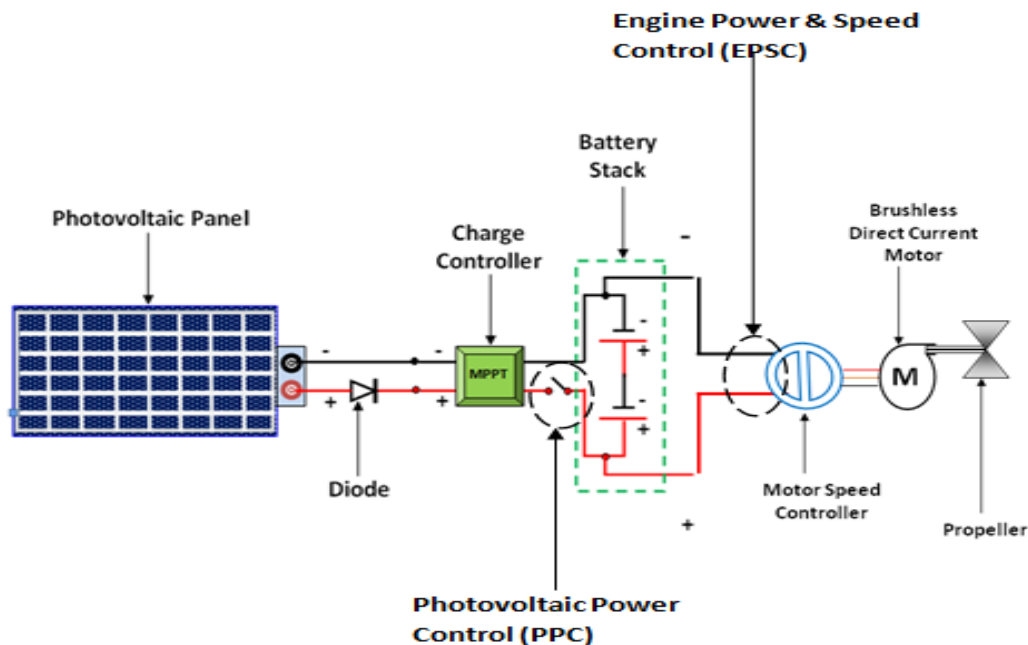 Engine Power & Speed
Control (EPSC)
Battery
Stack
Photovoltaic Panel
Charge
Controller
Brushless
Direct Current
Motor
-
-
-
-
+
+
MPPT
-
+
-
+
M
Diode
+
Motor Speed
Controller
Propeller
Photovoltaic Power
Control (PPC)